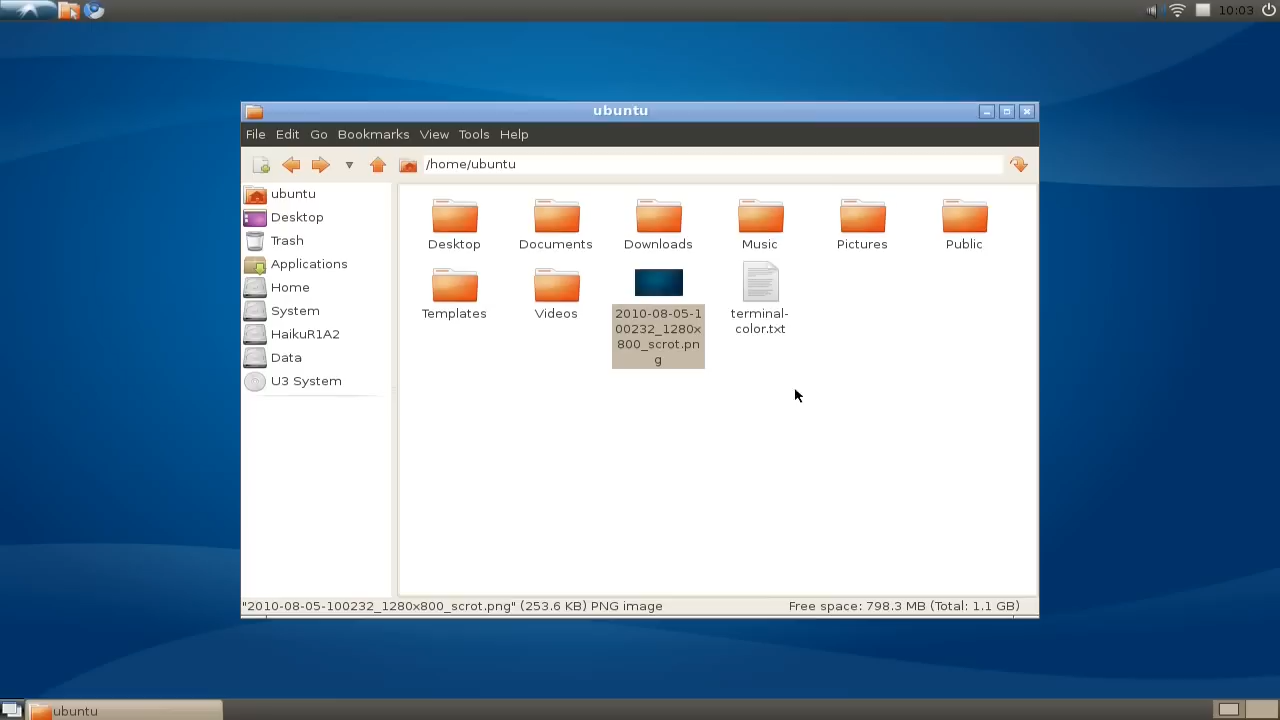 10:03
ubuntu
File Edit Go Bookmarks View Tools Help
/home/ubuntu
ubuntu
Desktop
Trash
Applications
Home
System
HaikuR1A2
Data
U3 System
Desktop Documents Downloads Music Pictures Public
Templates Videos
2010-08-05-1
00232_1280x
800_scrot.pn
g
terminal-
color.txt
"2010-08-05-100232_1280x800_scrot.png" (253.6 KB) PNG image Free space: 798.3 MB (Total: 1.1 GB)
ubuntu